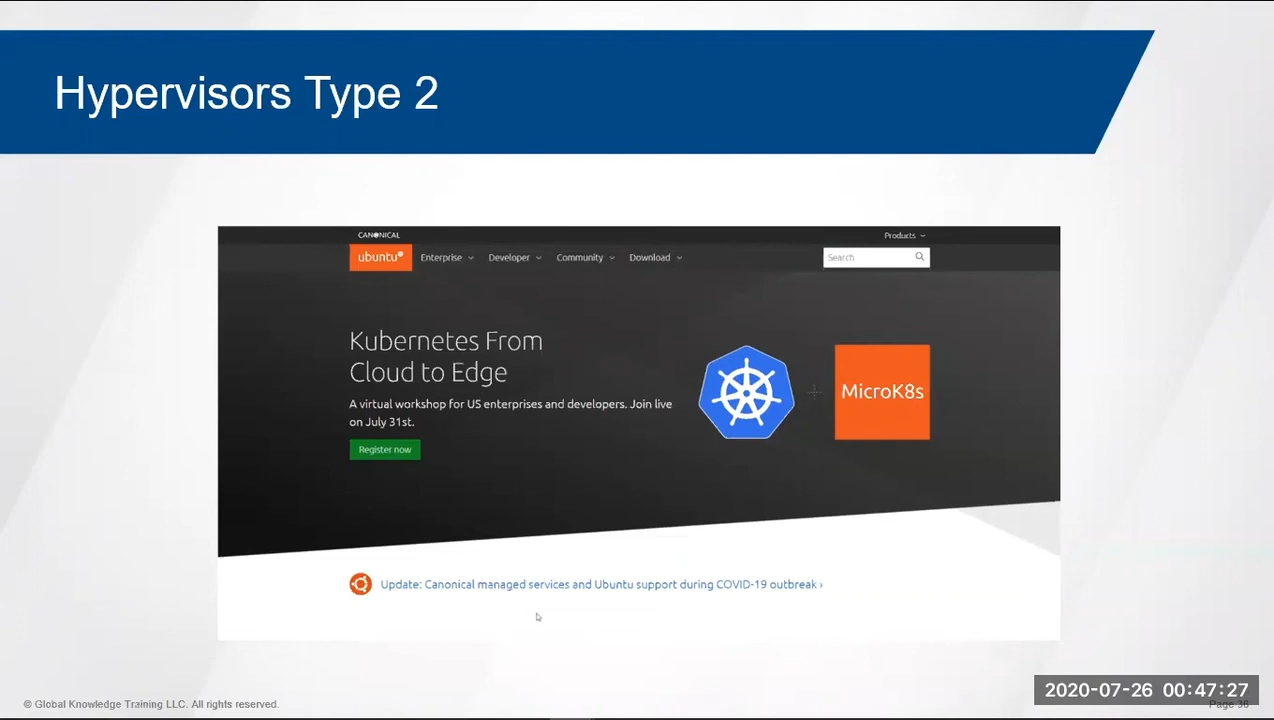 Hypervisors Type 2
CANONICAL
Products
ubuntu
Enterprise
Developer
Community
Download
Search
Kubernetes From
Cloud to Edge
A virtual workshop for US enterprises and developers. Join live
on July 31st.
Register now
MicroK8s
Update: Canonical managed services and Ubuntu support during COVID-19 outbreak ›
2020-07-26 00:47:27
© Global Knowledge Training LLC. All rights reserved.
Page 36